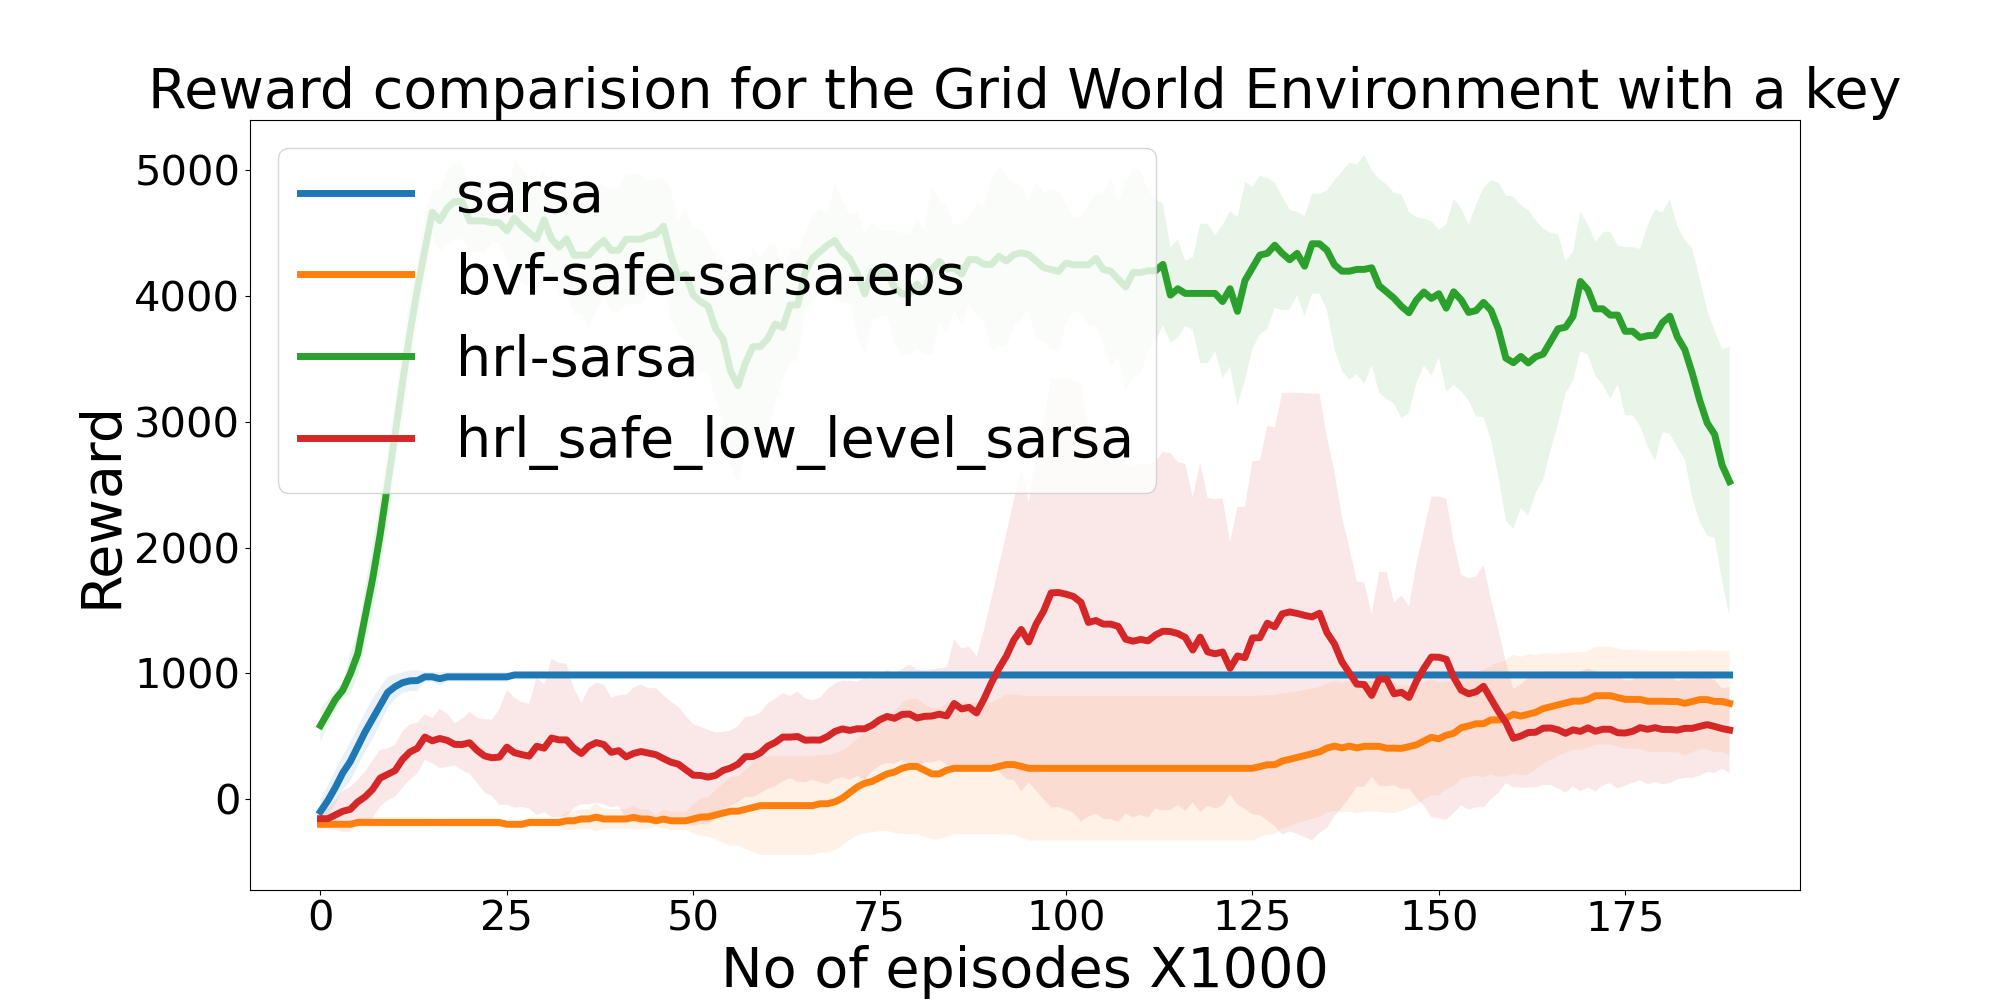 Reward comparision for the Grid World Environment with a key
5000
4000
3000
2000
1000
0
Reward
sarsa
bvf-safe-sarsa-eps
hrl-sarsa
hrl_safe_low_level_sarsa
0 25 50 75 100 125 150 175
No of episodes X1000